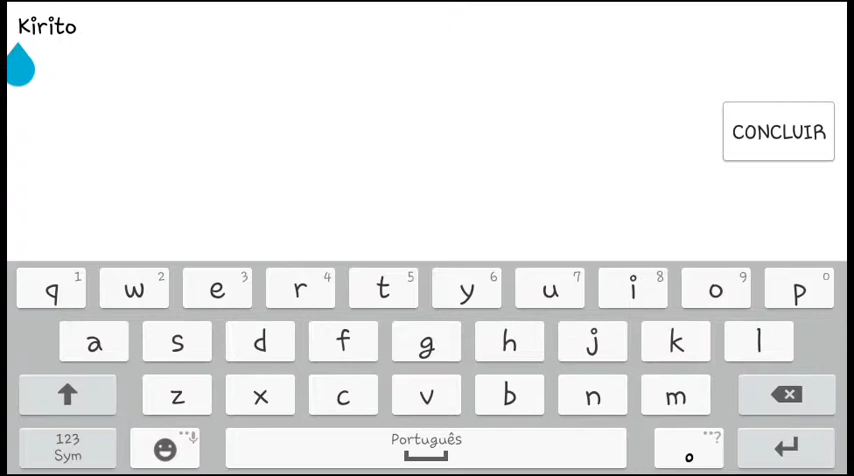 Kirito
CONCLUIR
q 1 w 2 e 3 r 4 t 5 y 6 u 7 i 8 o 9 p 0
a s d f g h j k l
z x c v b n m
123
Sym
Português
. ?